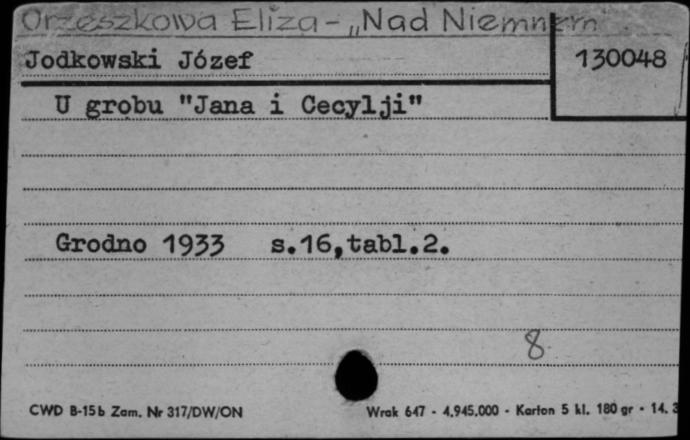 Orzeszkowa Eliza - „Nad Niemnem
Jodkowski Józef 130048
U grobu "Jana i Cecylji"
Grodno 1933 s.16,tabl.2.
8
CWD B-15b Zam. Nr 317/DW/ON Wrak 647 - 4.945.000 - Karton 5 kl. 180 gr - 14. 3